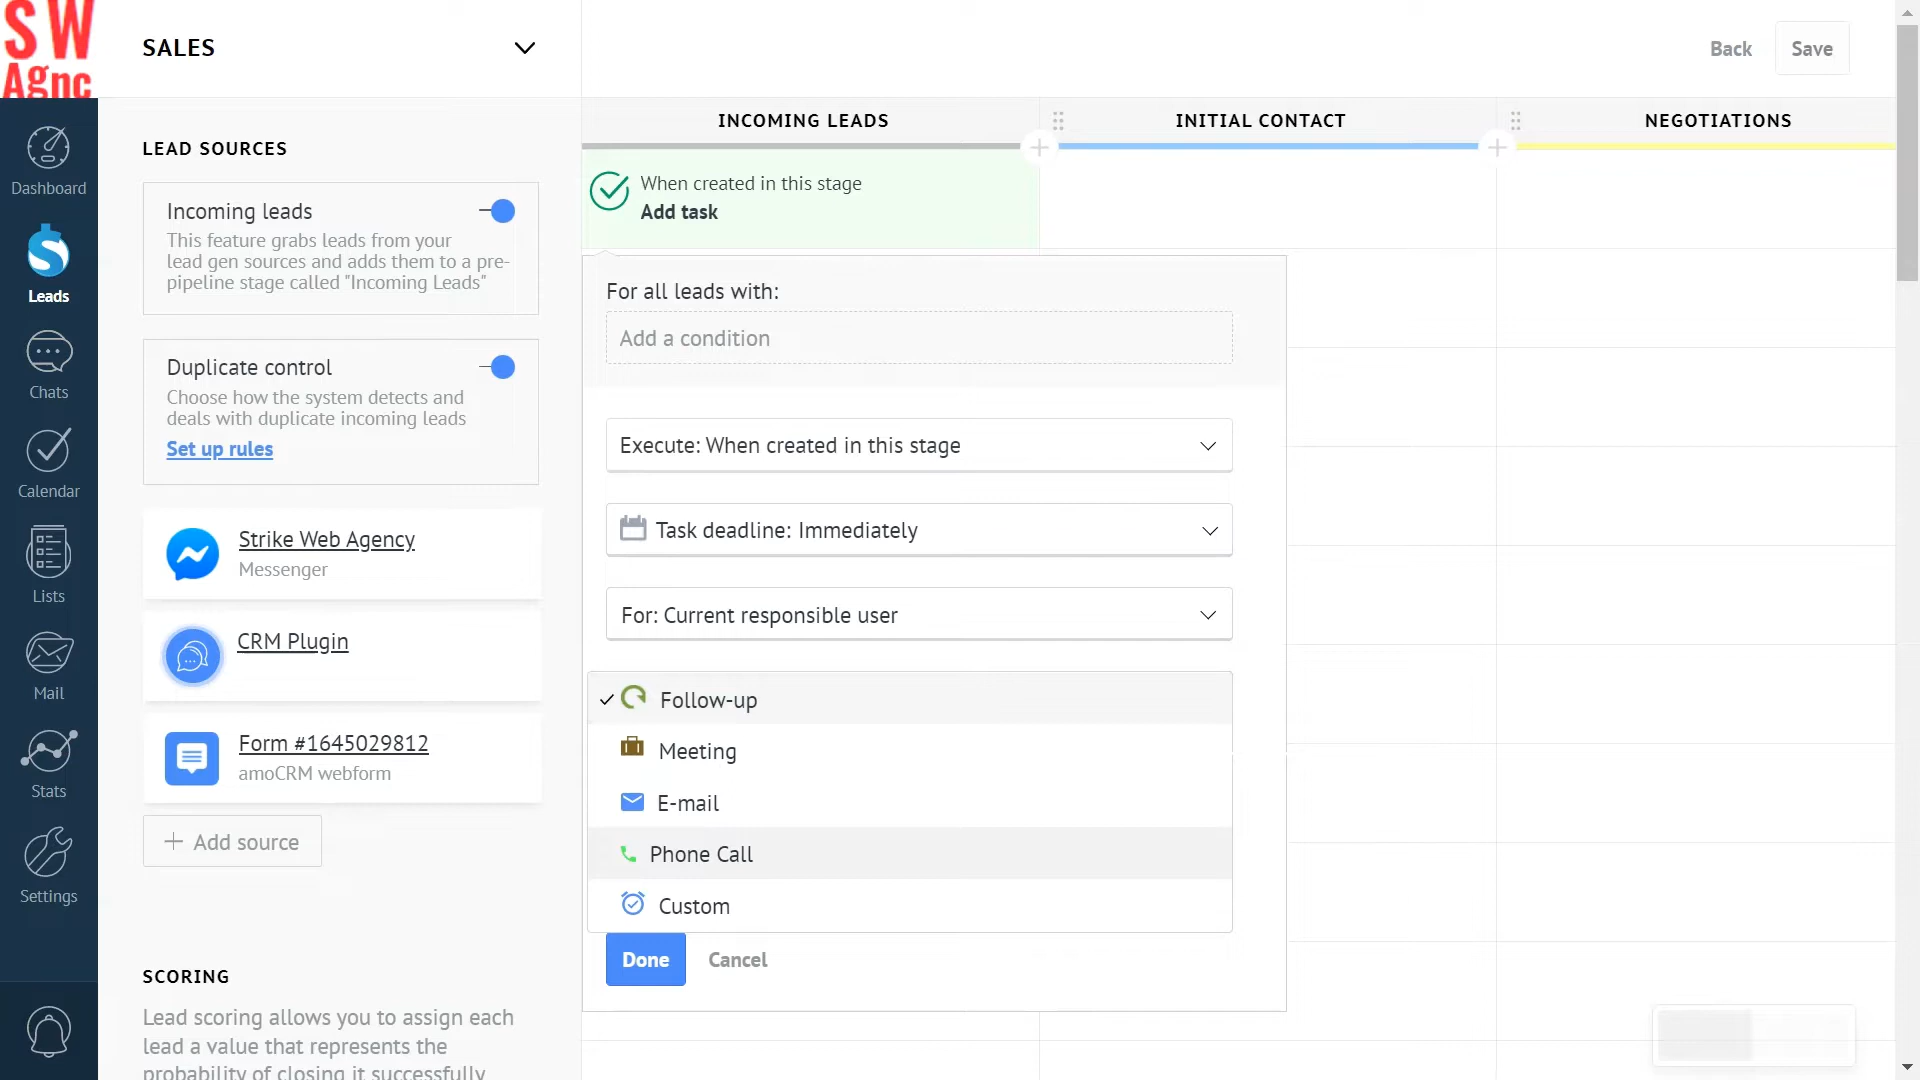 SW
Agnc
SALES
Back
Save
Dashboard
Leads
Chats
Calendar
Lists
Mail
Stats
Settings
LEAD SOURCES
Incoming leads
This feature grabs leads from your
lead gen sources and adds them to a pre-
pipeline stage called "Incoming Leads"
Duplicate control
Choose how the system detects and
deals with duplicate incoming leads
Set up rules
Strike Web Agency
Messenger
CRM Plugin
Form #1645029812
amoCRM webform
Add source
SCORING
Lead scoring allows you to assign each
lead a value that represents the
probability of closing it successfully
INCOMING LEADS
INITIAL CONTACT
NEGOTIATIONS
When created in this stage
Add task
For all leads with:
Add a condition
Execute: When created in this stage
Task deadline: Immediately
For: Current responsible user
Follow-up
Meeting
E-mail
Phone Call
Custom
Done
Cancel